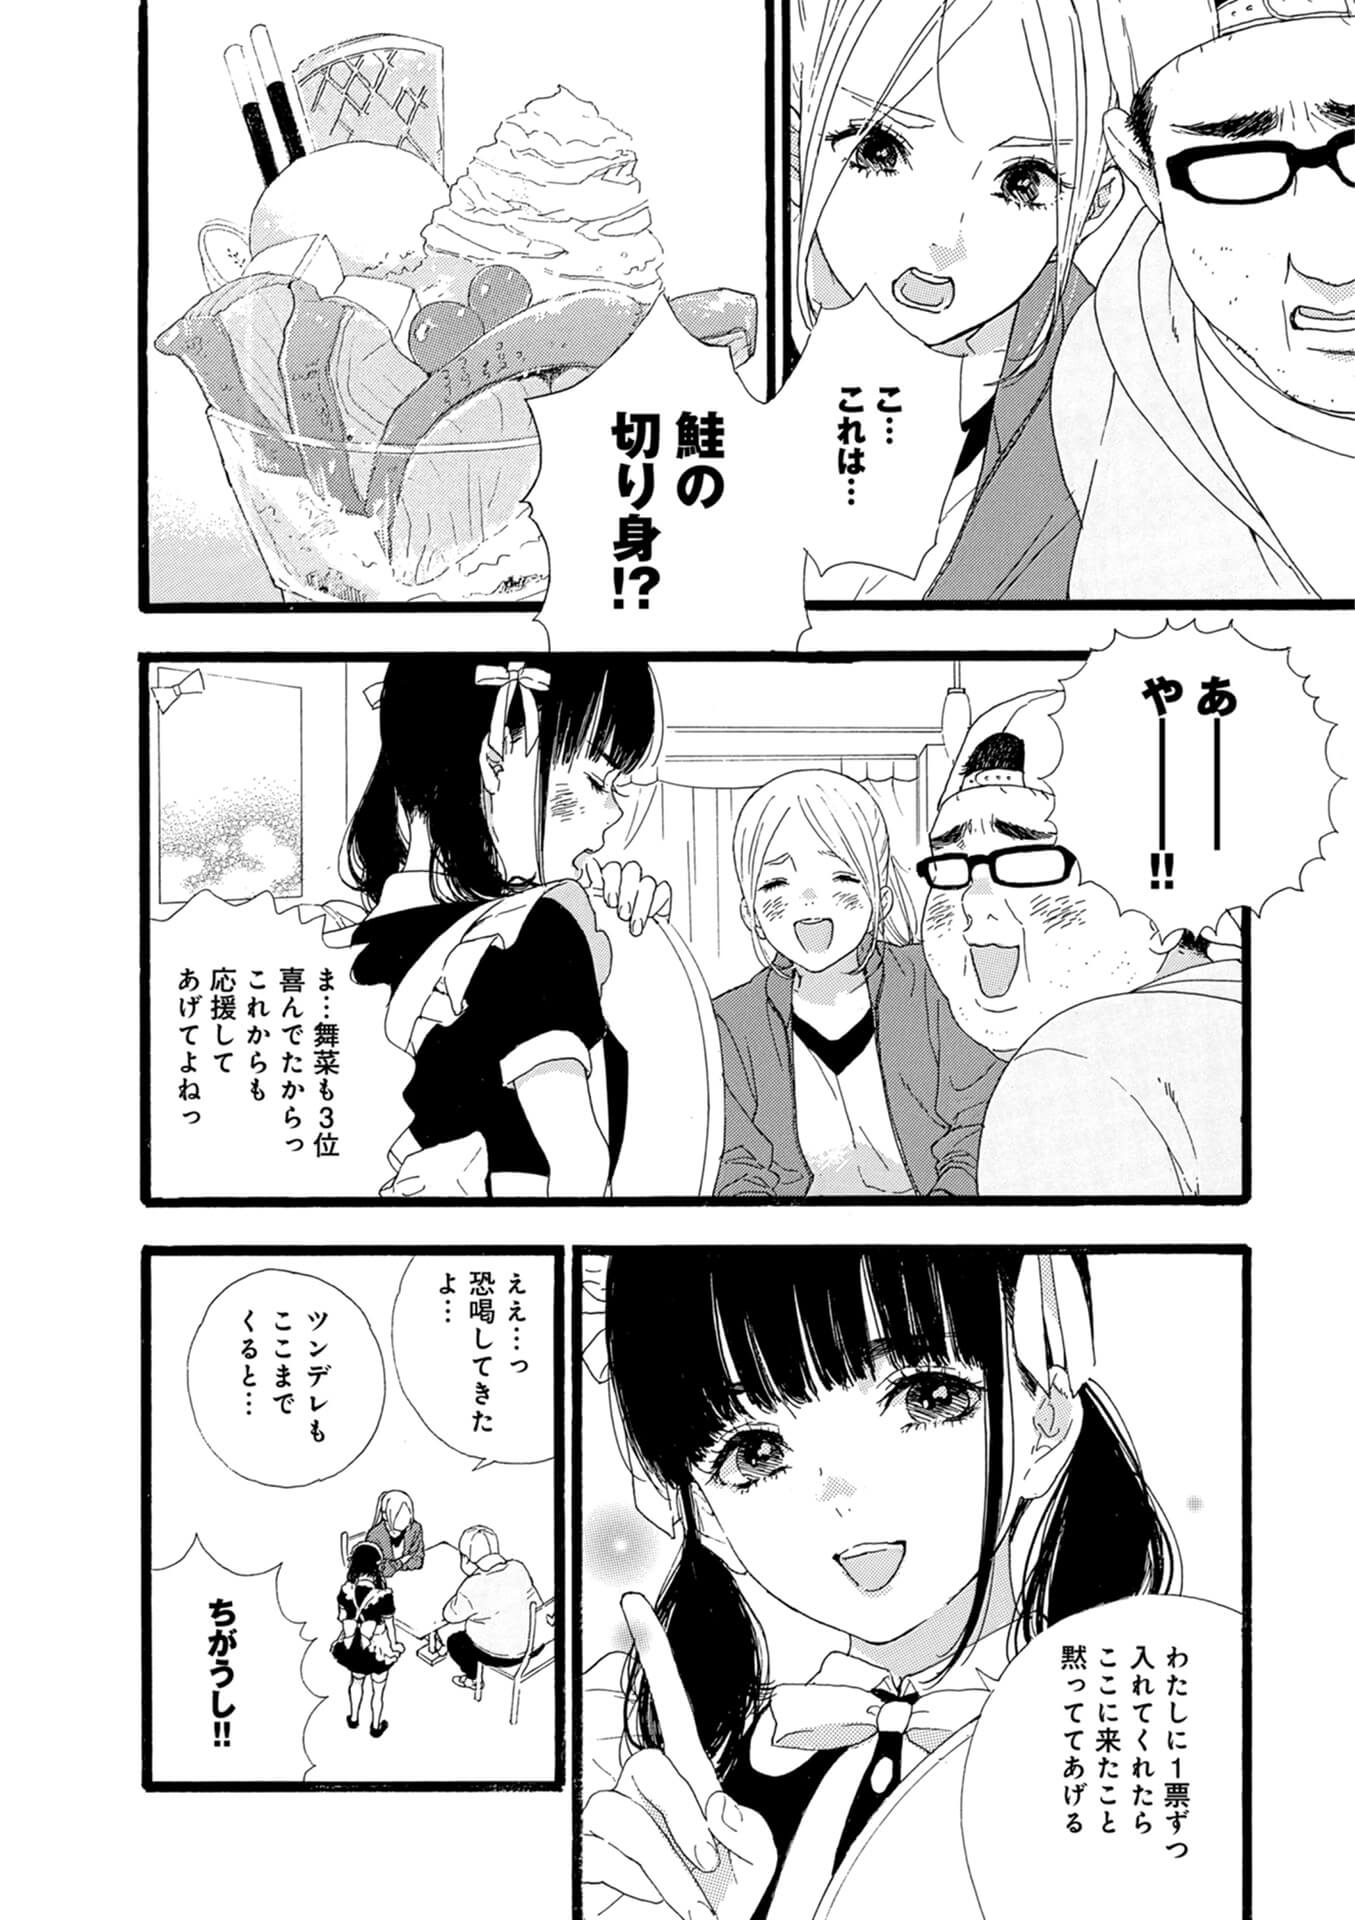 こ…
これは…
鮭の
切り身!?
あ――
や――!!
ま…舞菜も3位
喜んでたからっ
これからも
応援して
あげてよねっ
わたしに1票ずつ
入れてくれたら
ここに来たこと
黙っててあげる
ええ…っ
恐喝してきた
よ…
ツンデレも
ここまで
くると…
ちがうし!!